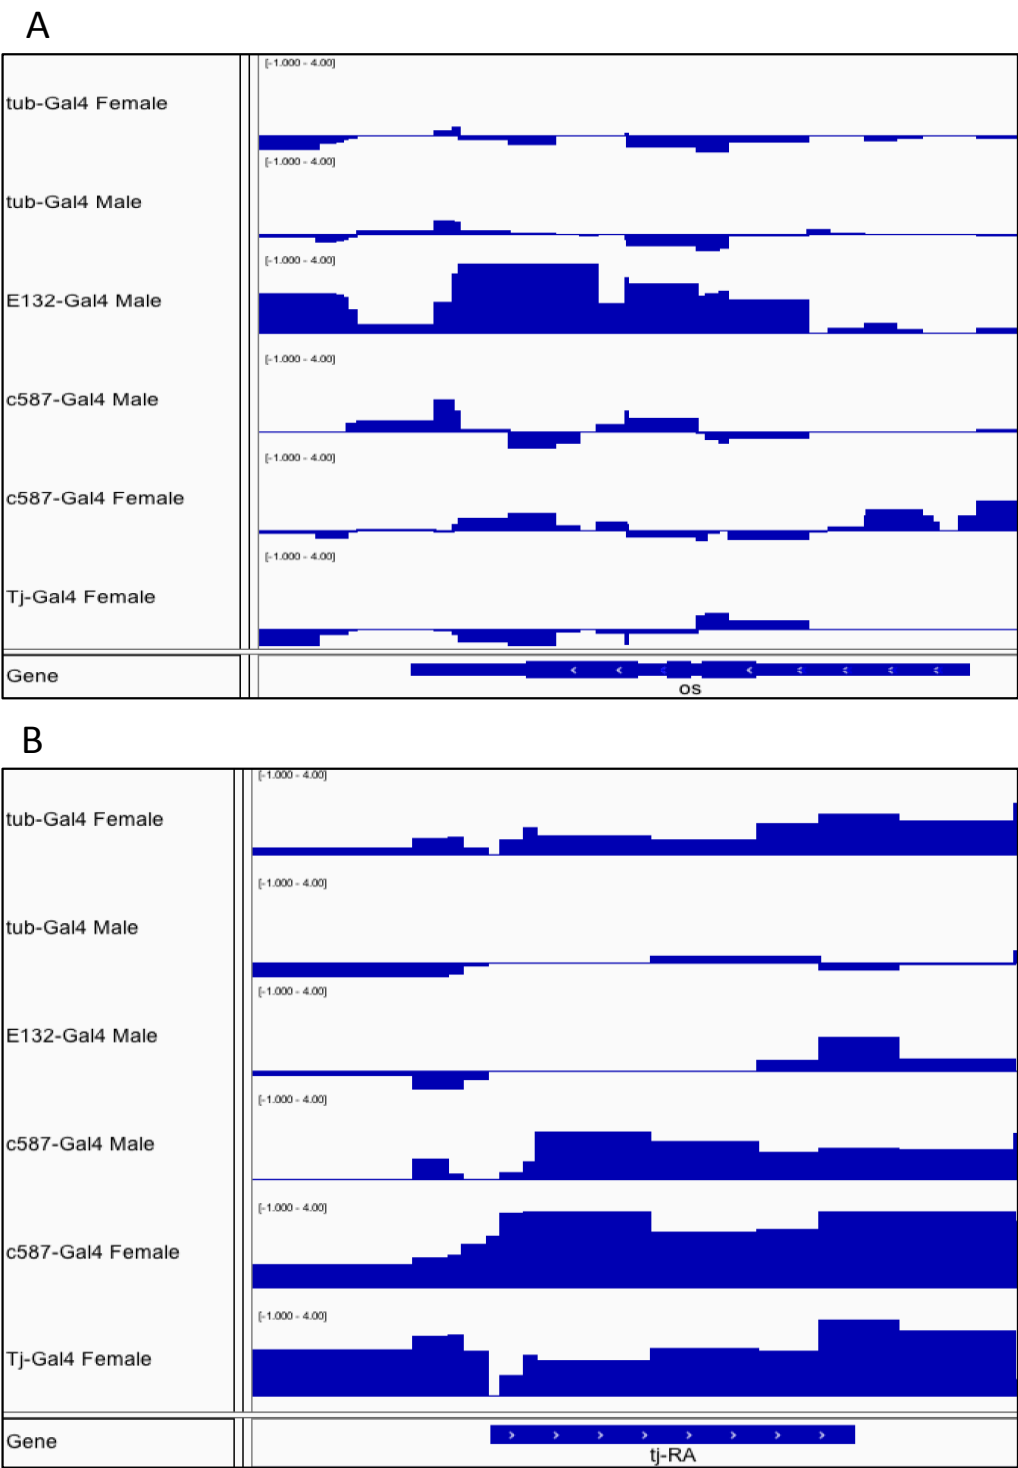 A
[-1.000 - 4.00]
tub-Gal4 Female
[-1.000 - 4.00]
tub-Gal4 Male
[-1.000 - 4.00]
E132-Gal4 Male
[-1.000 - 4.00]
c587-Gal4 Male
[-1.000 - 4.00]
c587-Gal4 Female
[-1.000 - 4.00]
Tj-Gal4 Female
Gene
os
B
[-1.000 - 4.00]
tub-Gal4 Female
[-1.000 - 4.00]
tub-Gal4 Male
[-1.000 - 4.00]
E132-Gal4 Male
[-1.000 - 4.00]
c587-Gal4 Male
[-1.000 - 4.00]
c587-Gal4 Female
[-1.000 - 4.00]
Tj-Gal4 Female
Gene
tj-RA